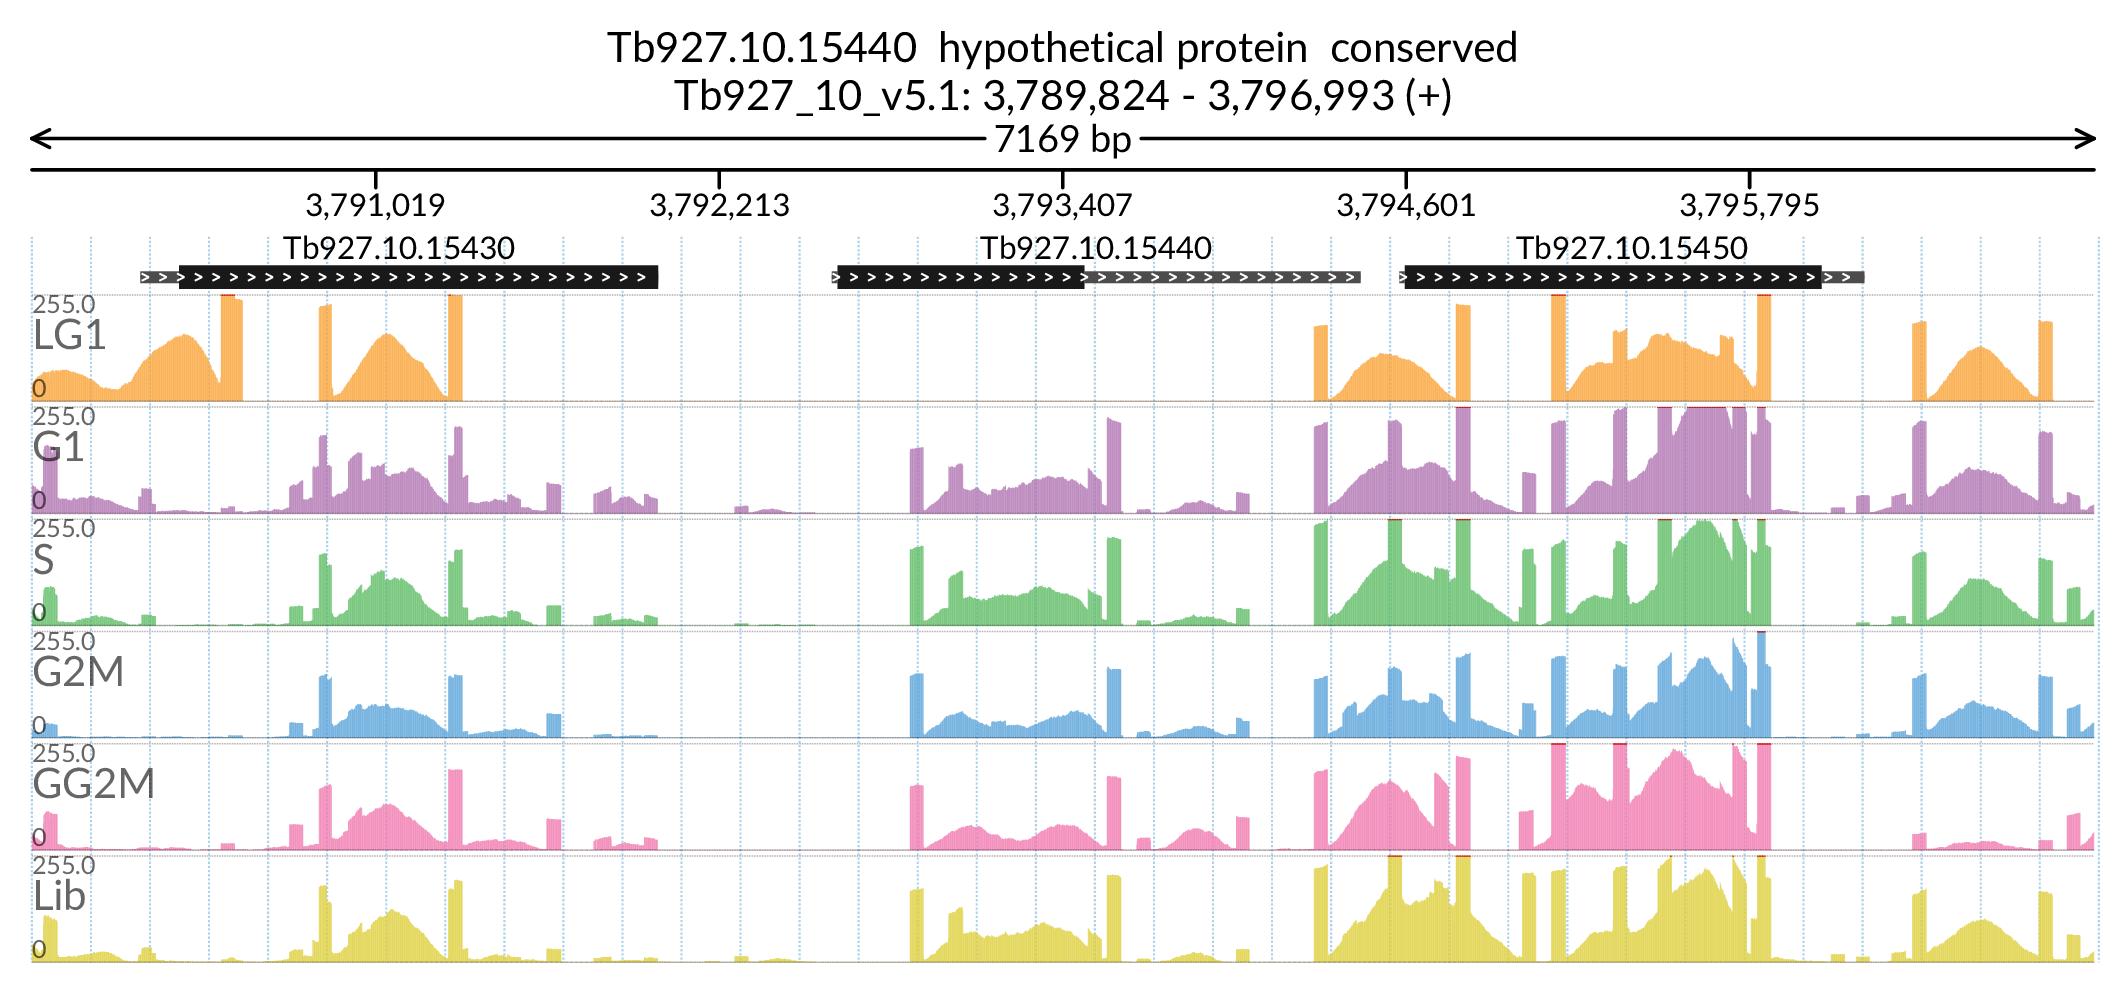 Tb927.10.15440 hypothetical protein conserved
Tb927_10_v5.1: 3,789,824 - 3,796,993 (+)
7169 bp
3,791,019 3,792,213 3,793,407 3,794,601 3,795,795
Tb927.10.15430 Tb927.10.15440 Tb927.10.15450
255.0
LG1
0
255.0
G1
0
255.0
S
0
255.0
G2M
0
255.0
GG2M
0
255.0
Lib
0